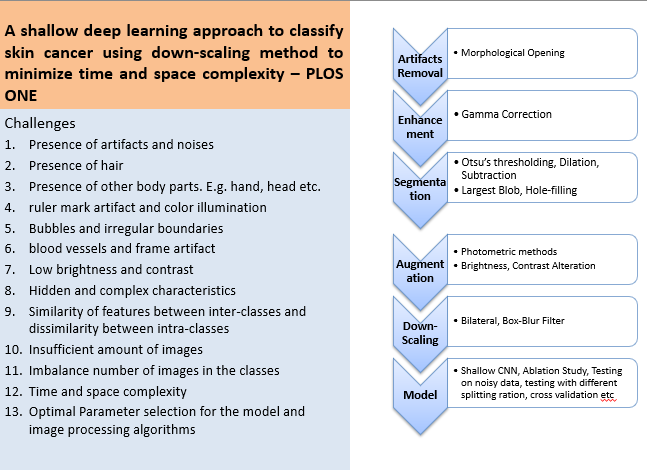 A shallow deep learning approach to classify
skin cancer using down-scaling method to
minimize time and space complexity – PLOS
ONE
Challenges
1. Presence of artifacts and noises
2. Presence of hair
3. Presence of other body parts. E.g. hand, head etc.
4. ruler mark artifact and color illumination
5. Bubbles and irregular boundaries
6. blood vessels and frame artifact
7. Low brightness and contrast
8. Hidden and complex characteristics
9. Similarity of features between inter-classes and
dissimilarity between intra-classes
10. Insufficient amount of images
11. Imbalance number of images in the classes
12. Time and space complexity
13. Optimal Parameter selection for the model and
image processing algorithms
Artifacts
Removal
• Morphological Opening
Enhance
ment
• Gamma Correction
Segmenta
tion
• Otsu's thresholding, Dilation,
Subtraction
• Largest Blob, Hole-filling
Augment
ation
• Photometric methods
• Brightness, Contrast Alteration
Down-
Scaling
• Bilateral, Box-Blur Filter
Model
• Shallow CNN, Ablation Study, Testing
on noisy data, testing with different
splitting ration, cross validation etc